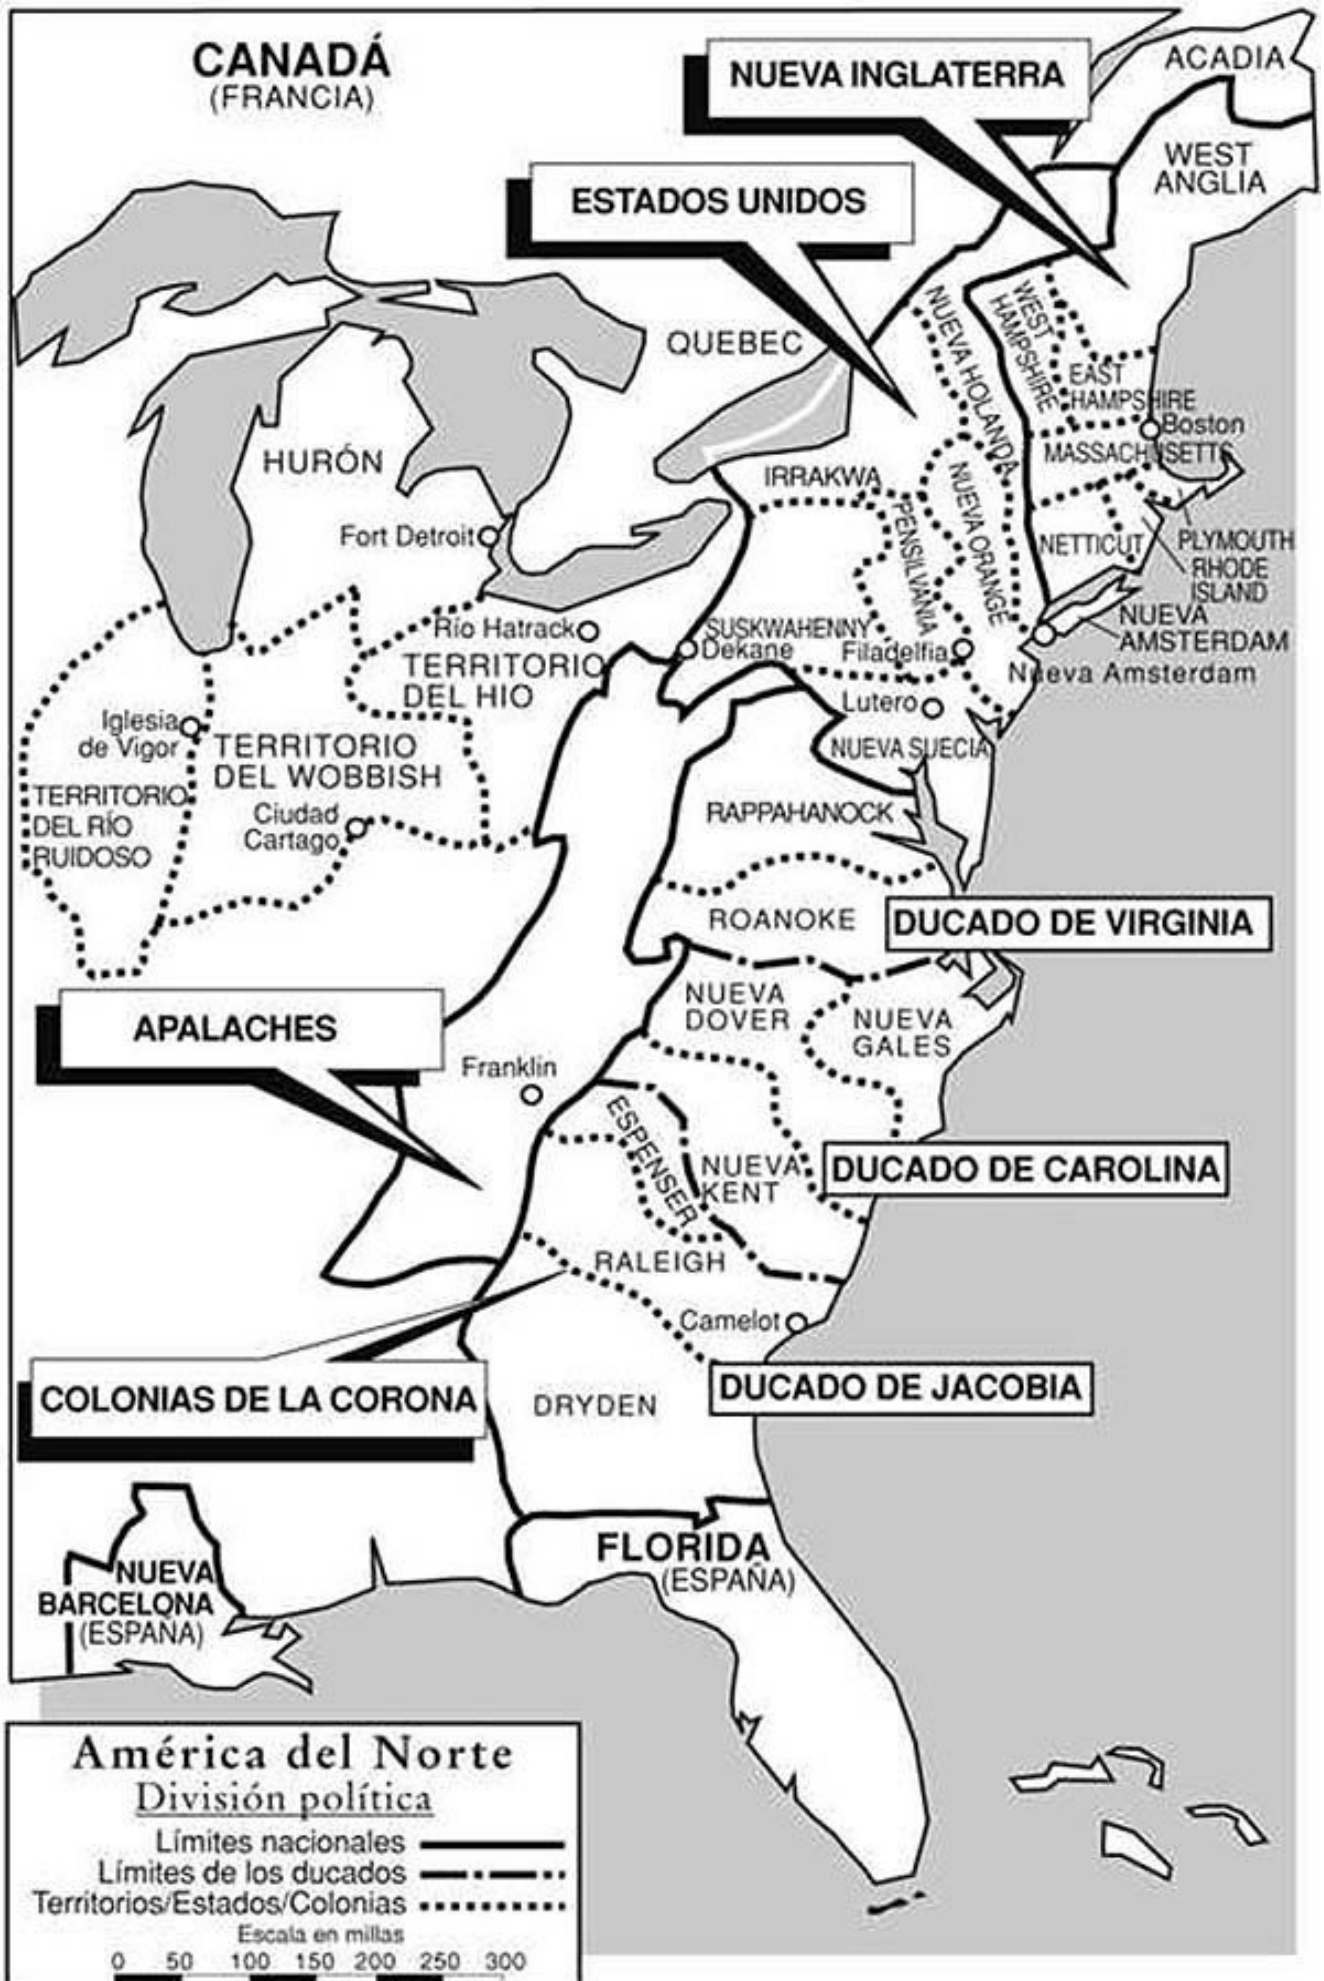 CANADÁ
(FRANCIA)
NUEVA INGLATERRA
ACADIA
WEST
ANGLIA
ESTADOS UNIDOS
QUEBEC
NUEVA HOLANDA
WEST
HAMPSHIRE
EAST
HAMPSHIRE
Boston
MASSACHUSETTS
HURÓN
IRRAKWA
NUEVA ORANGE
PENSILVANIA
Fort Detroit
NETTICUT
PLYMOUTH
RHODE
ISLAND
NUEVA
AMSTERDAM
Nueva Amsterdam
Río Hatrack
SUSKWAHENNY
Dekane
Filadelfia
TERRITORIO
DEL HIO
Lutero
Iglesia
de Vigor
TERRITORIO
DEL WOBBISH
NUEVA SUECIA
TERRITORIO
DEL RÍO
RUIDOSO
Ciudad
Cartago
RAPPAHANOCK
ROANOKE
DUCADO DE VIRGINIA
NUEVA
DOVER
NUEVA
GALES
APALACHES
Franklin
ESPENSER
NUEVA
KENT
DUCADO DE CAROLINA
RALEIGH
Camelot
COLONIAS DE LA CORONA
DRYDEN
DUCADO DE JACOBIA
FLORIDA
(ESPAÑA)
NUEVA
BARCELONA
(ESPAÑA)
América del Norte
División política
Límites nacionales
Límites de los ducados
Territorios/Estados/Colonias
Escala en millas
0 50 100 150 200 250 300